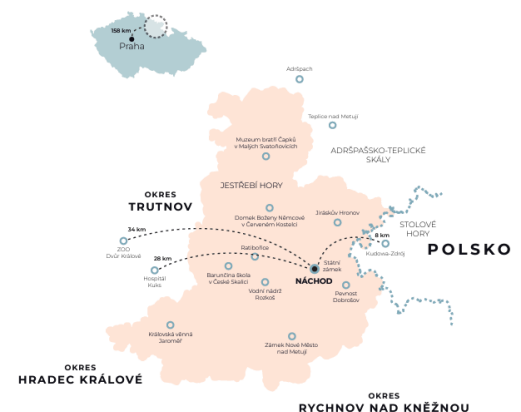 158 km
Praha
Adršpach
Teplice nad Metují
Muzeum bratří Čapků
v Malých Svatoňovicích
ADRŠPAŠSKO-TEPLICKÉ
SKÁLY
JESTŘEBÍ HORY
OKRES
TRUTNOV
Domek Boženy Němcové
v Červeném Kostelci
Jiráskův Hronov
STOLOVÉ
HORY
34 km
8 km
POLSKO
ZOO
Dvůr Králové
Ratibořice
Kudowa-Zdrój
28 km
Státní
zámek
Hospitál
Kuks
Barunčina škola
v České Skalici
NÁCHOD
Vodní nádrž
Rozkoš
Pevnost
Dobrošov
Královská věnná
Jaroměř
Zámek Nové Město
nad Metují
OKRES
HRADEC KRÁLOVÉ
OKRES
RYCHNOV NAD KNĚŽNOU